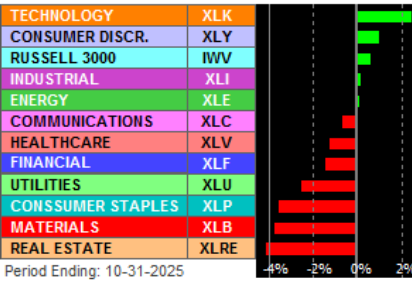 TECHNOLOGY XLK
CONSUMER DISCR. XLY
RUSSELL 3000 IWV
INDUSTRIAL XLI
ENERGY XLE
COMMUNICATIONS XLC
HEALTHCARE XLV
FINANCIAL XLF
UTILITIES XLU
CONSSUMER STAPLES XLP
MATERIALS XLB
REAL ESTATE XLRE
Period Ending: 10-31-2025 -4% -2% 0% 2%